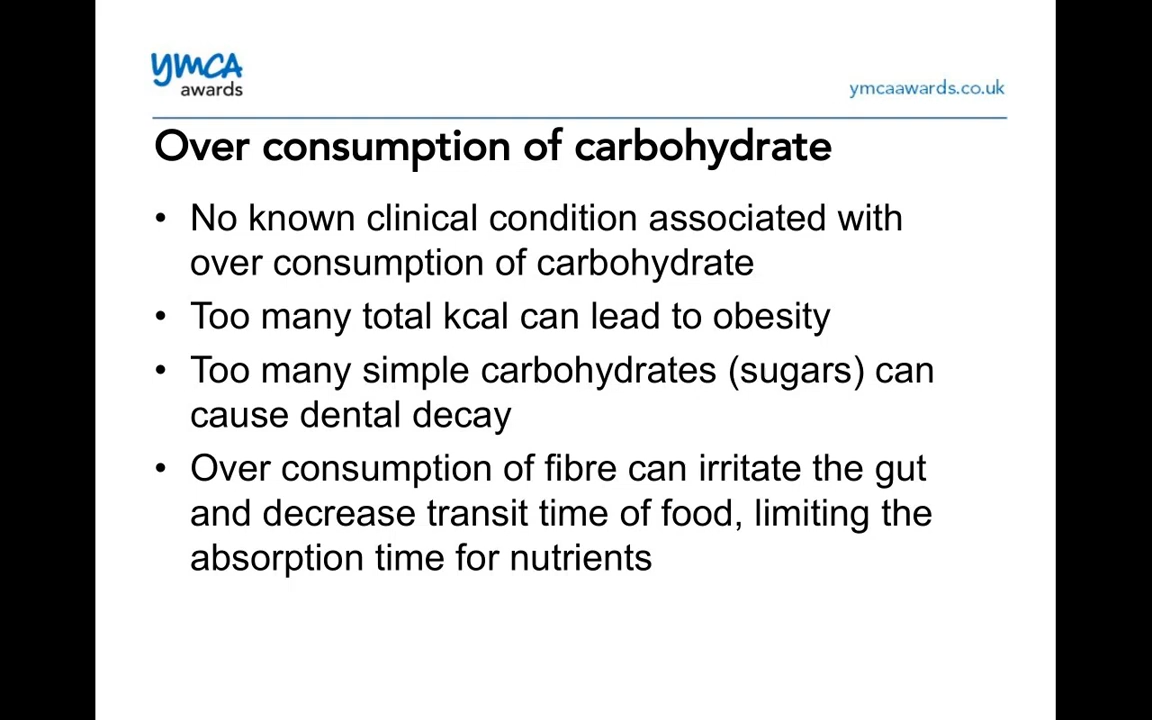 ymca
awards
ymcaawards.co.uk
Over consumption of carbohydrate
• No known clinical condition associated with
over consumption of carbohydrate
• Too many total kcal can lead to obesity
• Too many simple carbohydrates (sugars) can
cause dental decay
• Over consumption of fibre can irritate the gut
and decrease transit time of food, limiting the
absorption time for nutrients